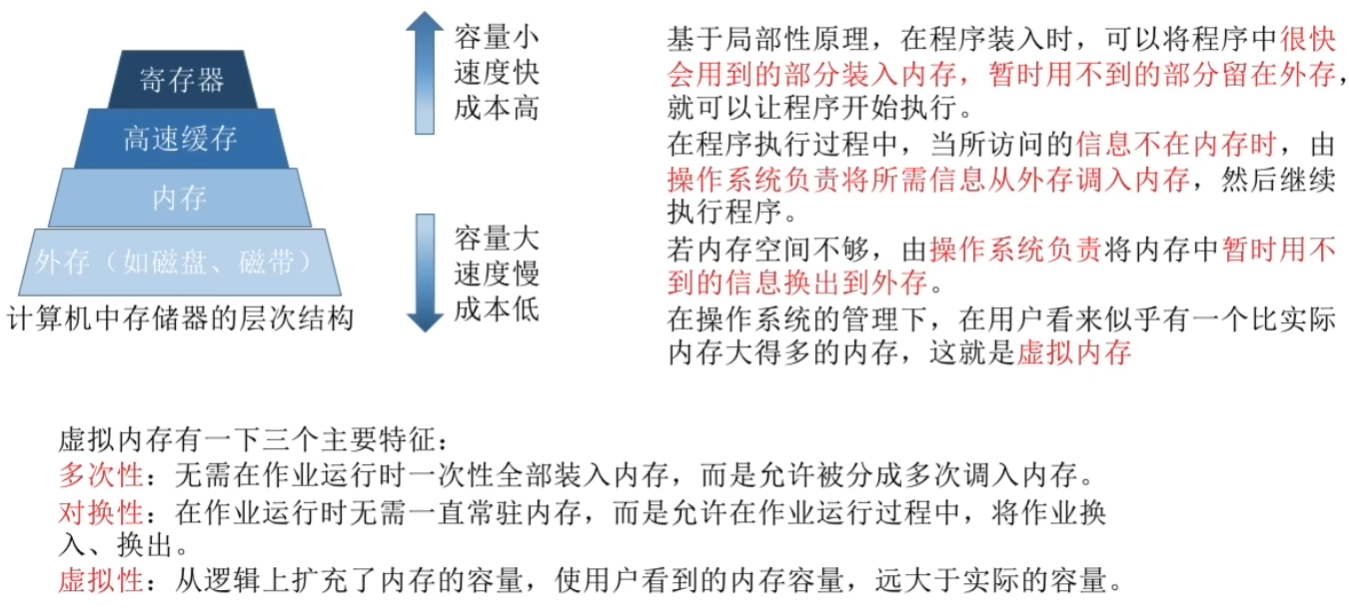 寄存器
高速缓存
内存
外存（如磁盘、磁带）
计算机中存储器的层次结构
容量小
速度快
成本高
容量大
速度慢
成本低
基于局部性原理，在程序装入时，可以将程序中很快
会用到的部分装入内存，暂时用不到的部分留在外存，
就可以让程序开始执行。
在程序执行过程中，当所访问的信息不在内存时，由
操作系统负责将所需信息从外存调入内存，然后继续
执行程序。
若内存空间不够，由操作系统负责将内存中暂时用不
到的信息换出到外存。
在操作系统的管理下，在用户看来似乎有一个比实际
内存大得多的内存，这就是虚拟内存
虚拟内存有一下三个主要特征：
多次性：无需在作业运行时一次性全部装入内存，而是允许被分成多次调入内存。
对换性：在作业运行时无需一直常驻内存，而是允许在作业运行过程中，将作业换
入、换出。
虚拟性：从逻辑上扩充了内存的容量，使用户看到的内存容量，远大于实际的容量。